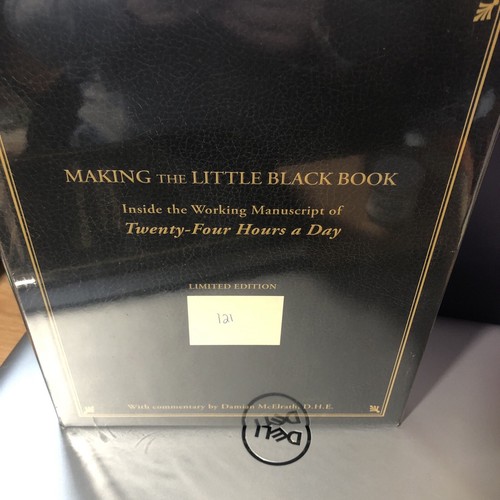 MAKING THE LITTLE BLACK BOOK
Inside the Working Manuscript of
Twenty-Four Hours a Day
LIMITED EDITION
121
With commentary by Damian McElrath, D.H.E.
DELL